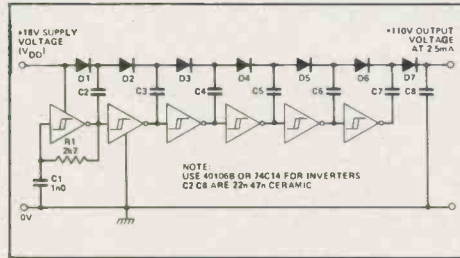 +18V SUPPLY
VOLTAGE
(VDD)
+110V OUTPUT
VOLTAGE
AT 2.5mA
D1
D2
D3
D4
D5
D6
D7
C2
C3
C4
C5
C6
C7
C8
R1
2k2
C1
1n0
NOTE:
USE 40106B OR 74C14 FOR INVERTERS
C2 C8 ARE 22n 47n CERAMIC
0V